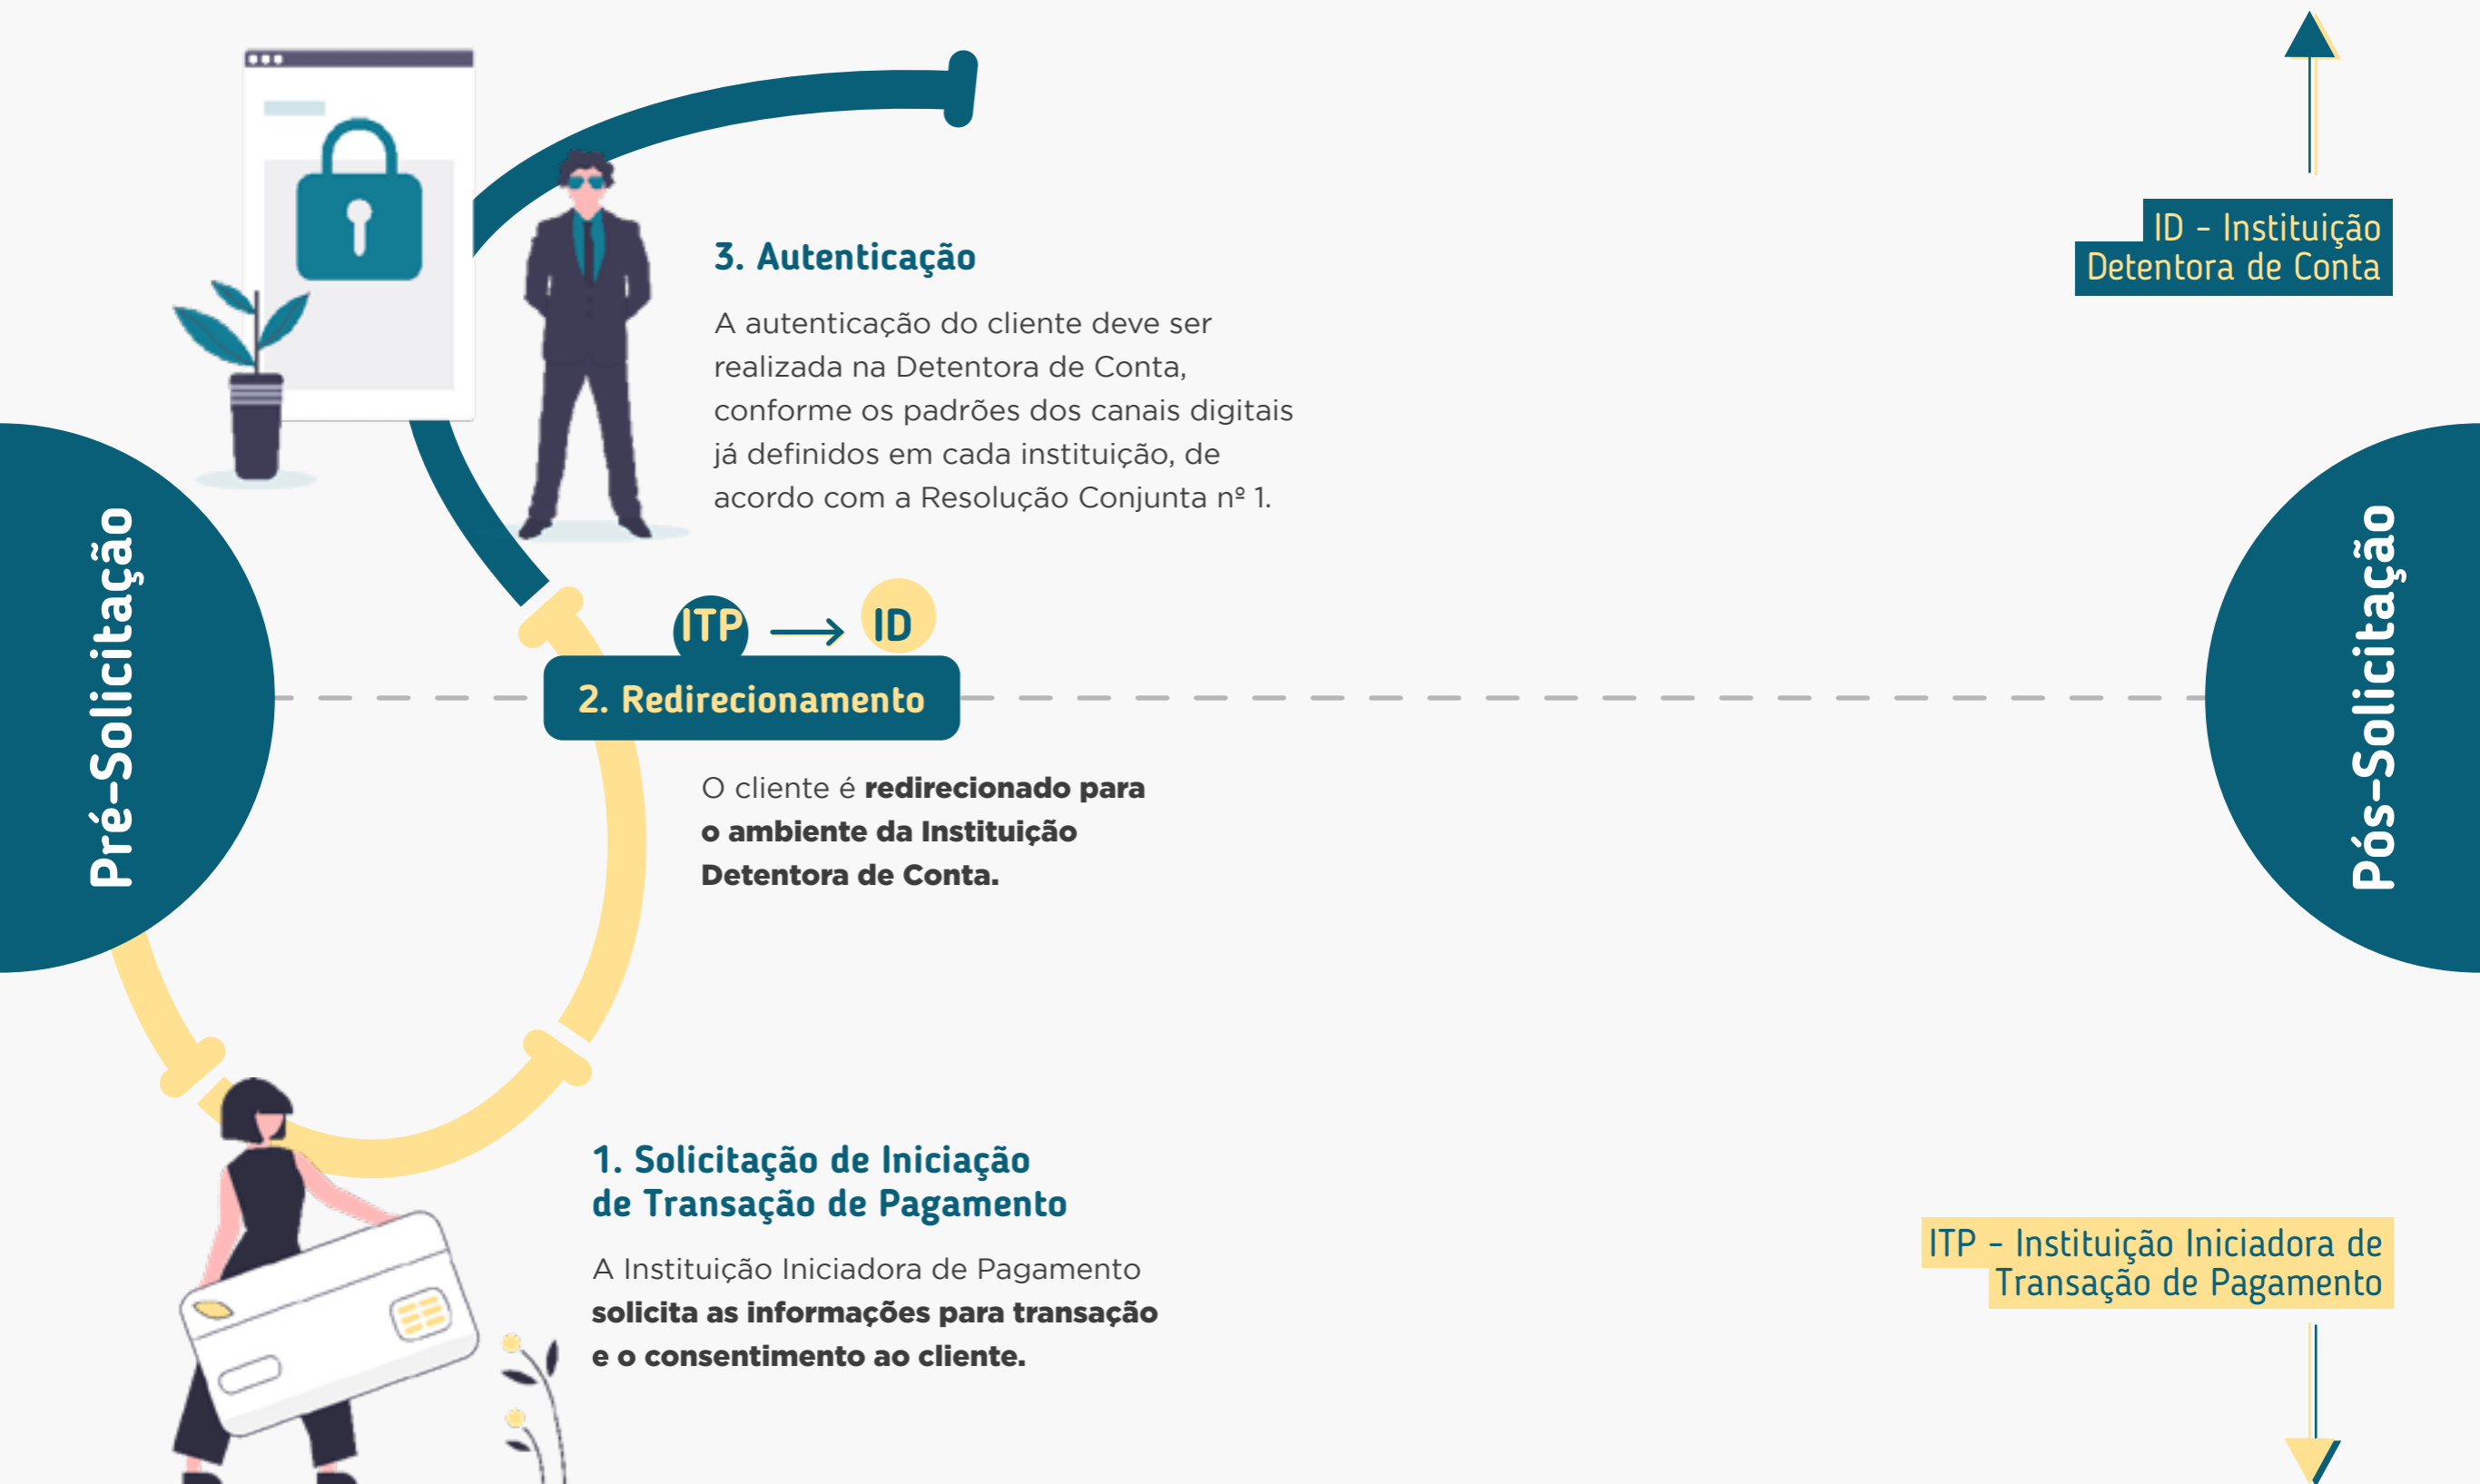 Pré-Solicitação
3. Autenticação
A autenticação do cliente deve ser
realizada na Detentora de Conta,
conforme os padrões dos canais digitais
já definidos em cada instituição, de
acordo com a Resolução Conjunta nº 1.
ITP
ID
2. Redirecionamento
O cliente é redirecionado para
o ambiente da Instituição
Detentora de Conta.
1. Solicitação de Iniciação
de Transação de Pagamento
A Instituição Iniciadora de Pagamento
solicita as informações para transação
e o consentimento ao cliente.
ID - Instituição
Detentora de Conta
Pós-Solicitação
ITP - Instituição Iniciadora de
Transação de Pagamento